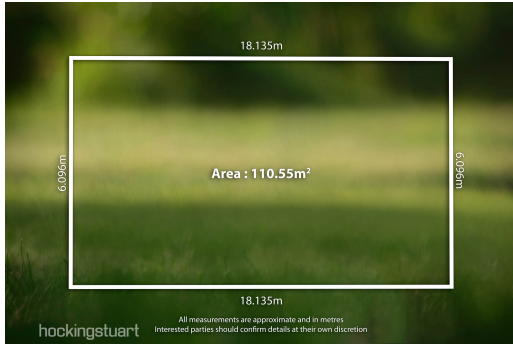 18.135m
6.096m
Area : 110.55m²
6.096m
18.135m
All measurements are approximate and in metres
Interested parties should confirm details at their own discretion
hockingstuart